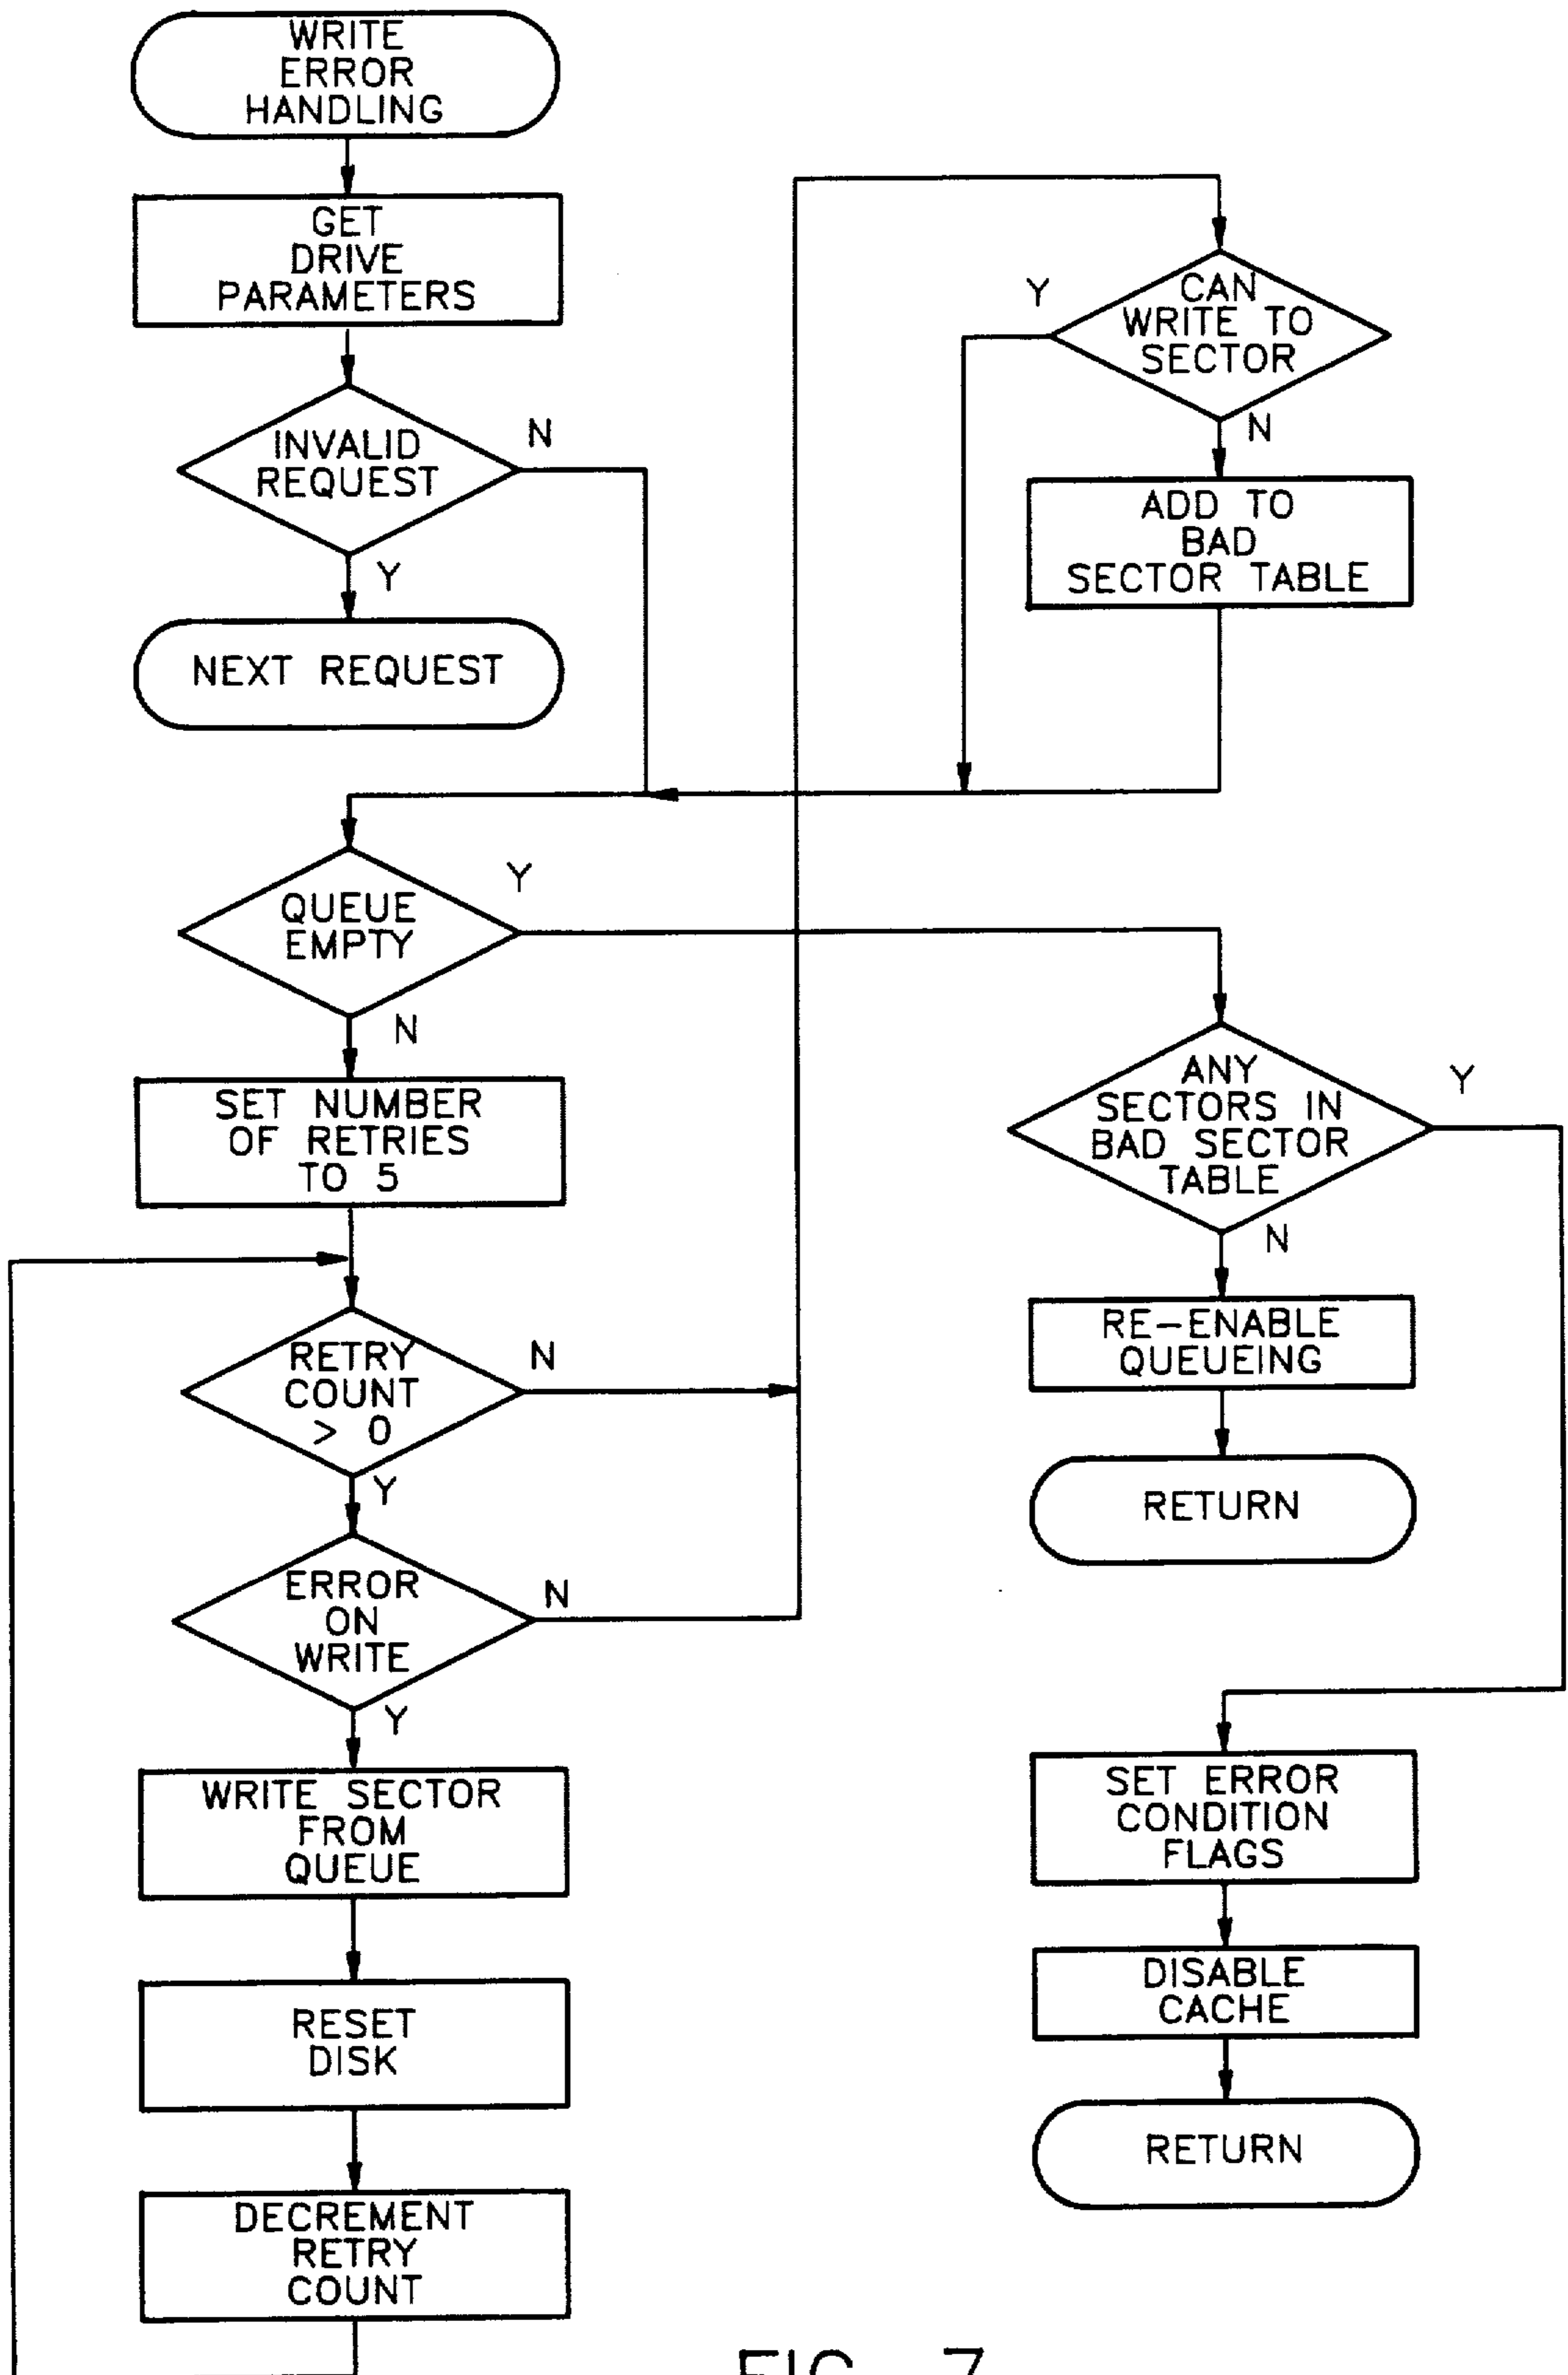 WRITE
ERROR
HANDLING
GET
DRIVE
PARAMETERS
INVALID
REQUEST
N
Y
NEXT REQUEST
CAN
WRITE TO
SECTOR
Y
N
ADD TO
BAD
SECTOR TABLE
QUEUE
EMPTY
Y
N
SET NUMBER
OF RETRIES
TO 5
RETRY
COUNT
> 0
N
Y
ERROR
ON
WRITE
N
Y
WRITE SECTOR
FROM
QUEUE
RESET
DISK
DECREMENT
RETRY
COUNT
ANY
SECTORS IN
BAD SECTOR
TABLE
Y
N
RE-ENABLE
QUEUEING
RETURN
SET ERROR
CONDITION
FLAGS
DISABLE
CACHE
RETURN
FIG. 7